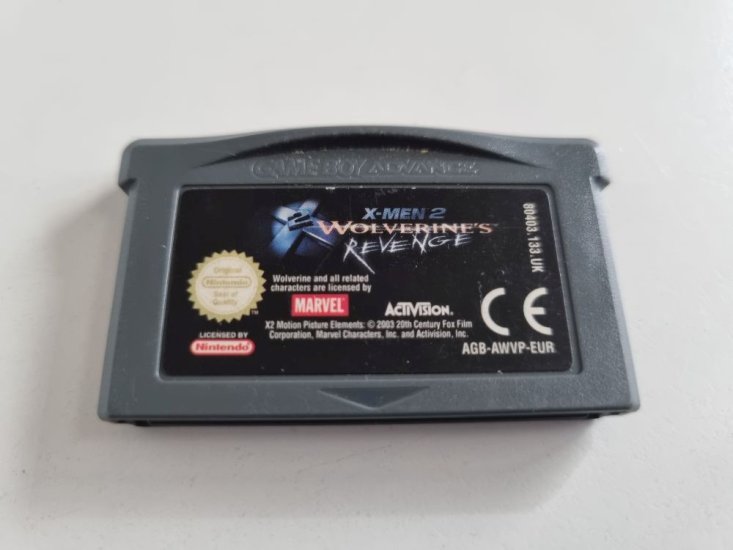 GAME BOY ADVANCE
X2
X-MEN 2
WOLVERINE'S
REVENGE
80403.133.UK
Original
Nintendo
Seal of
Quality
TM
Wolverine and all related
characters are licensed by
MARVEL
ACTIVISION.
CE
LICENSED BY
Nintendo
X2 Motion Picture Elements: © 2003 20th Century Fox Film
Corporation, Marvel Characters, Inc. and Activision, Inc.
AGB-AWVP-EUR